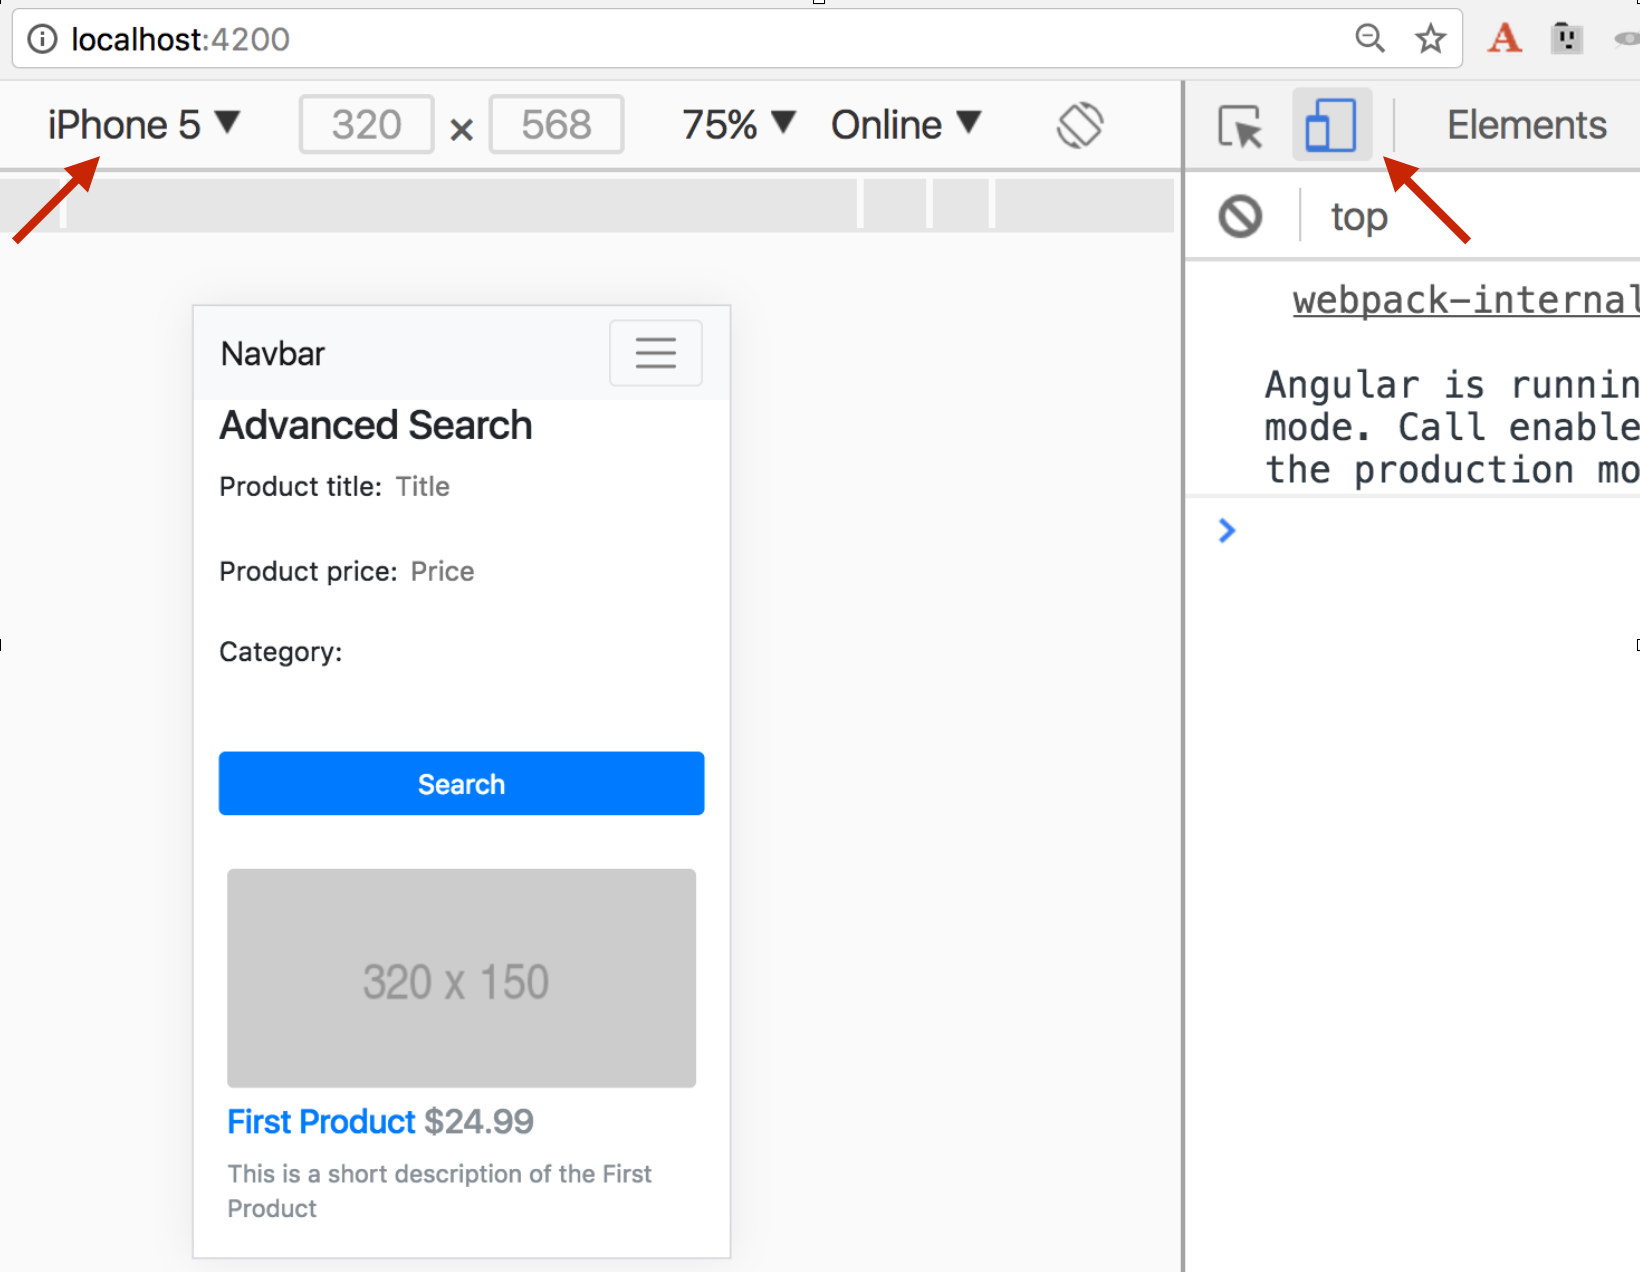 localhost:4200
iPhone 5 ▼ 320 × 568 75% ▼ Online ▼
Elements
top
webpack-internal
Angular is runnin
mode. Call enable
the production mo
Navbar
Advanced Search
Product title: Title
Product price: Price
Category:
Search
320 x 150
First Product $24.99
This is a short description of the First
Product